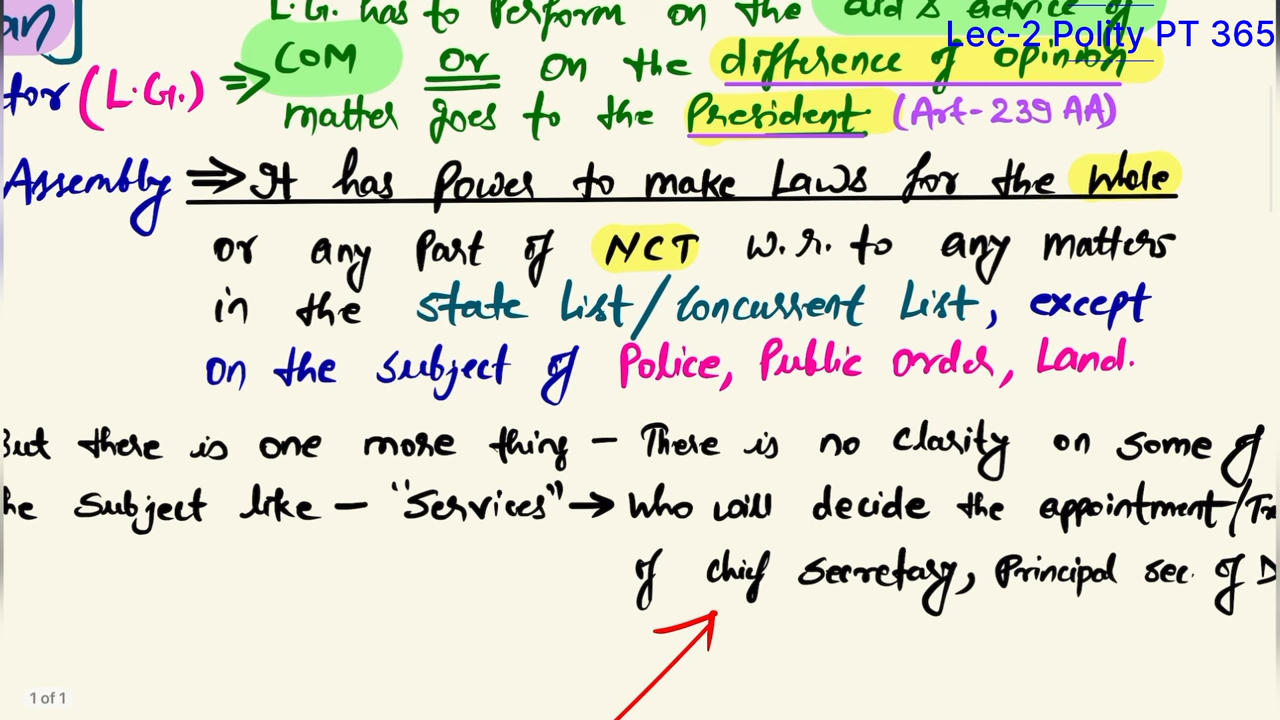 L.G. has to Perform on the aid & advice of
Lec-2 Polity PT 365
an
for (L.G.) ⇒ COM or on the difference of opinion
matter goes to the President (Art-239 AA)
Assembly ⇒ It has Power to make Laws for the whole
or any Part of NCT w.r. to any matters
in the state List/Concurrent List, except
on the subject of Police, Public order, Land.
But there is one more thing – There is no Clarity on some of
he Subject like – "Services" → Who will decide the appointment/Tra
of chief Secretary, Principal sec. of D
1 of 1